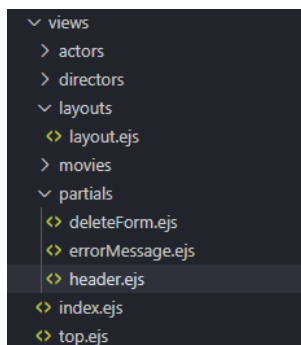 views
actors
directors
layouts
layout.ejs
movies
partials
deleteForm.ejs
errorMessage.ejs
header.ejs
index.ejs
top.ejs